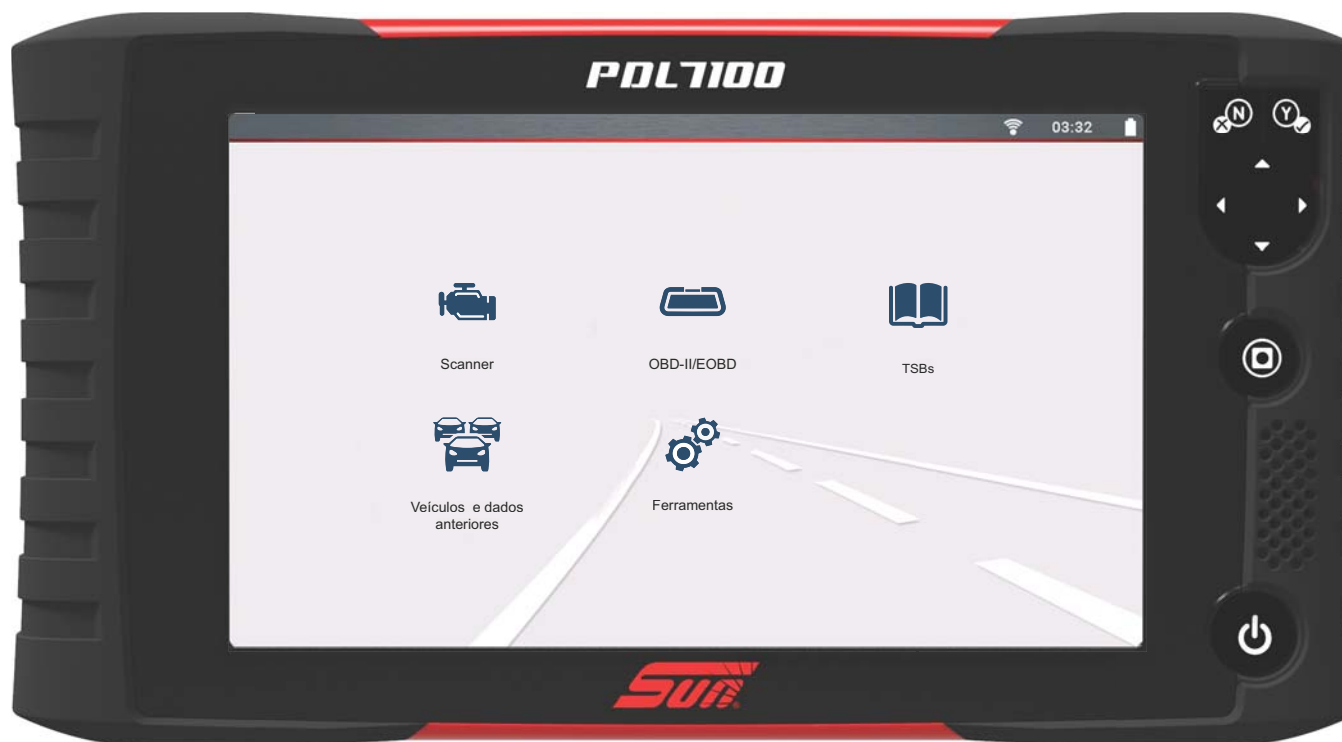 PDL7100
03:32
N Y
Scanner
OBD-II/EOBD
TSBs
Veículos e dados
anteriores
Ferramentas
Sun